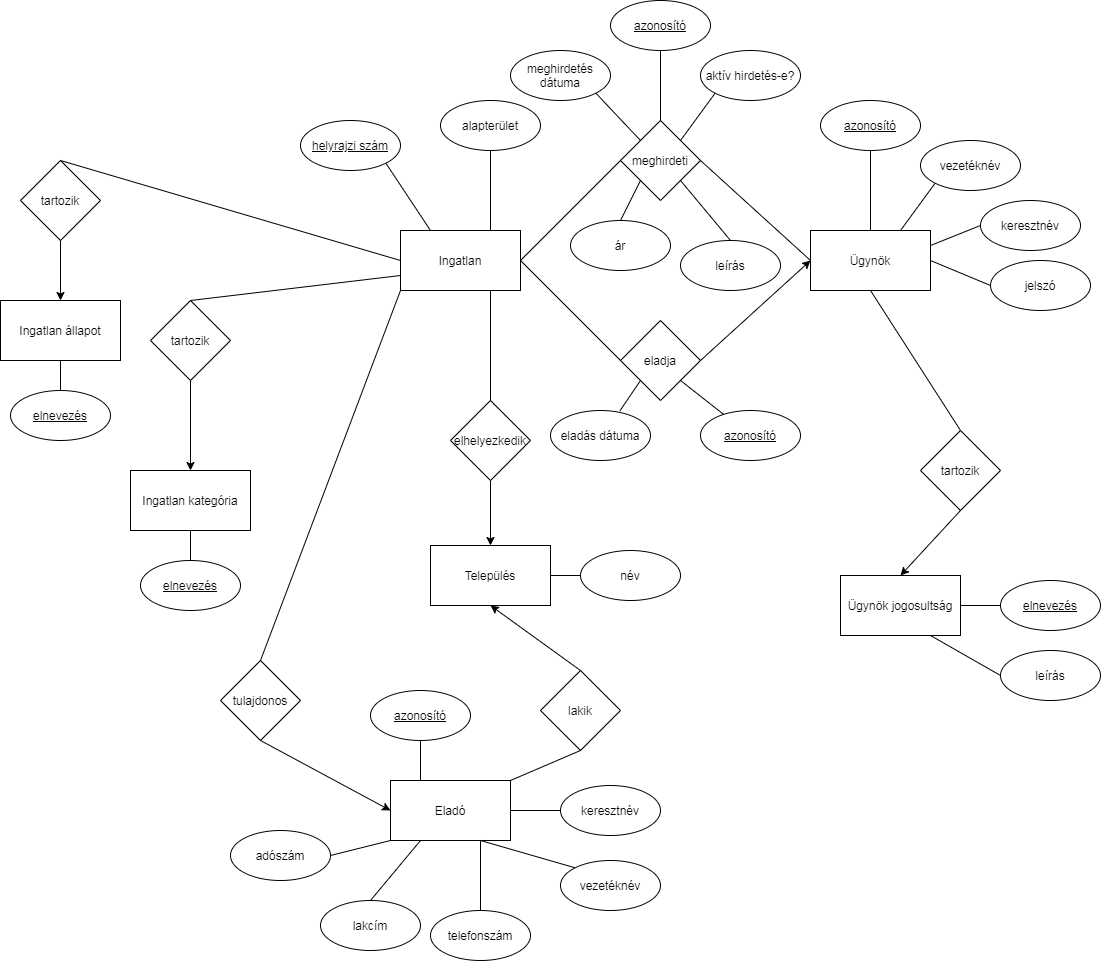 azonosító
meghirdetés
dátuma
aktív hirdetés-e?
alapterület
azonosító
helyrajzi szám
vezetéknév
meghirdeti
tartozik
keresztnév
ár
Ingatlan
leírás
Ügynök
jelszó
Ingatlan állapot
tartozik
eladja
elnevezés
eladás dátuma
azonosító
elhelyezkedik
tartozik
Ingatlan kategória
elnevezés
Település
név
Ügynök jogosultság
elnevezés
leírás
tulajdonos
azonosító
lakik
Eladó
keresztnév
adószám
vezetéknév
lakcím
telefonszám